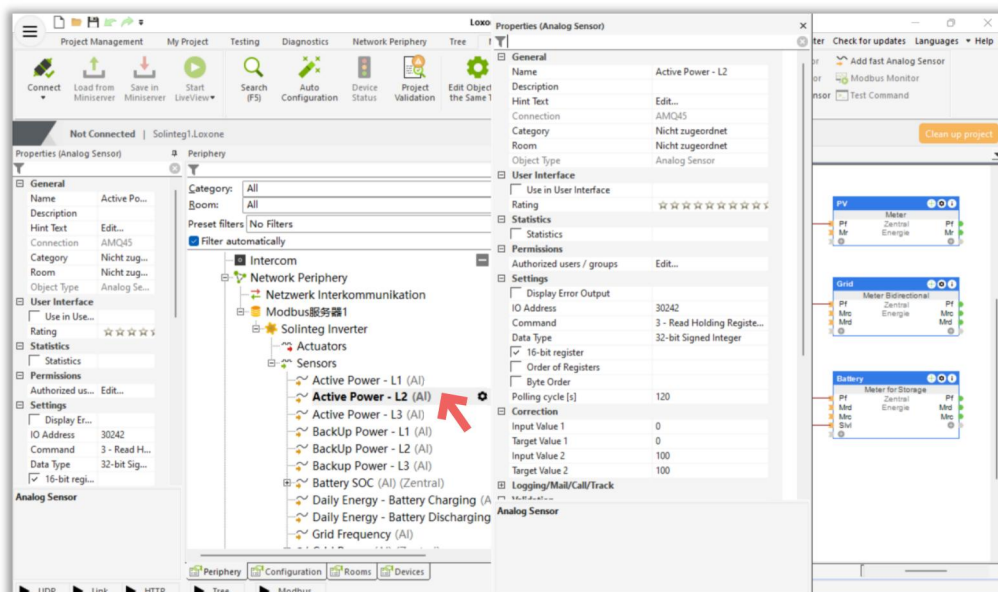 Loxo
Project Management My Project Testing Diagnostics Network Periphery Tree
Connect Load from Miniserver Save in Miniserver Start LiveView Search (F5) Auto Configuration Device Status Project Validation Edit Object the Same T
Not Connected | Solinteg1.Loxone
Properties (Analog Sensor)
General
Name Active Po...
Description
Hint Text Edit...
Connection AMQ45
Category Nicht zug...
Room Nicht zug...
Object Type Analog Se...
User Interface
Use in Use...
Rating
Statistics
Statistics
Permissions
Authorized us... Edit...
Settings
Display Er...
IO Address 30242
Command 3 - Read H...
Data Type 32-bit Sig...
16-bit regi...
Analog Sensor
Periphery
Category: All
Room: All
Preset filters No Filters
Filter automatically
Intercom
Network Periphery
Netzwerk Interkommunikation
Modbus服务器1
Solinteg Inverter
Actuators
Sensors
Active Power - L1 (AI)
Active Power - L2 (AI)
Active Power - L3 (AI)
BackUp Power - L1 (AI)
BackUp Power - L2 (AI)
Backup Power - L3 (AI)
Battery SOC (AI) (Zentral)
Daily Energy - Battery Charging (A
Daily Energy - Battery Discharging
Grid Frequency (AI)
Periphery Configuration Rooms Devices
UDP Link HTTP Tree Modbus
Properties (Analog Sensor)
General
Name Active Power - L2
Description
Hint Text Edit...
Connection AMQ45
Category Nicht zugeordnet
Room Nicht zugeordnet
Object Type Analog Sensor
User Interface
Use in User Interface
Rating
Statistics
Statistics
Permissions
Authorized users / groups Edit...
Settings
Display Error Output
IO Address 30242
Command 3 - Read Holding Registe...
Data Type 32-bit Signed Integer
16-bit register
Order of Registers
Byte Order
Polling cycle [s] 120
Correction
Input Value 1 0
Target Value 1 0
Input Value 2 100
Target Value 2 100
Logging/Mail/Call/Track
Analog Sensor
ter Check for updates Languages Help
or Add fast Analog Sensor
or Modbus Monitor
nsor Test Command
Clean up project
PV
Meter
Pf Zentral Pf
Mr Energie Mr
Grid
Meter Bidirectional
Pf Zentral Pf
Mrc Energie Mrc
Mrd Mrd
Battery
Meter for Storage
Pf Zentral Pf
Mrd Energie Mrd
Mrc Mrc
Slvl